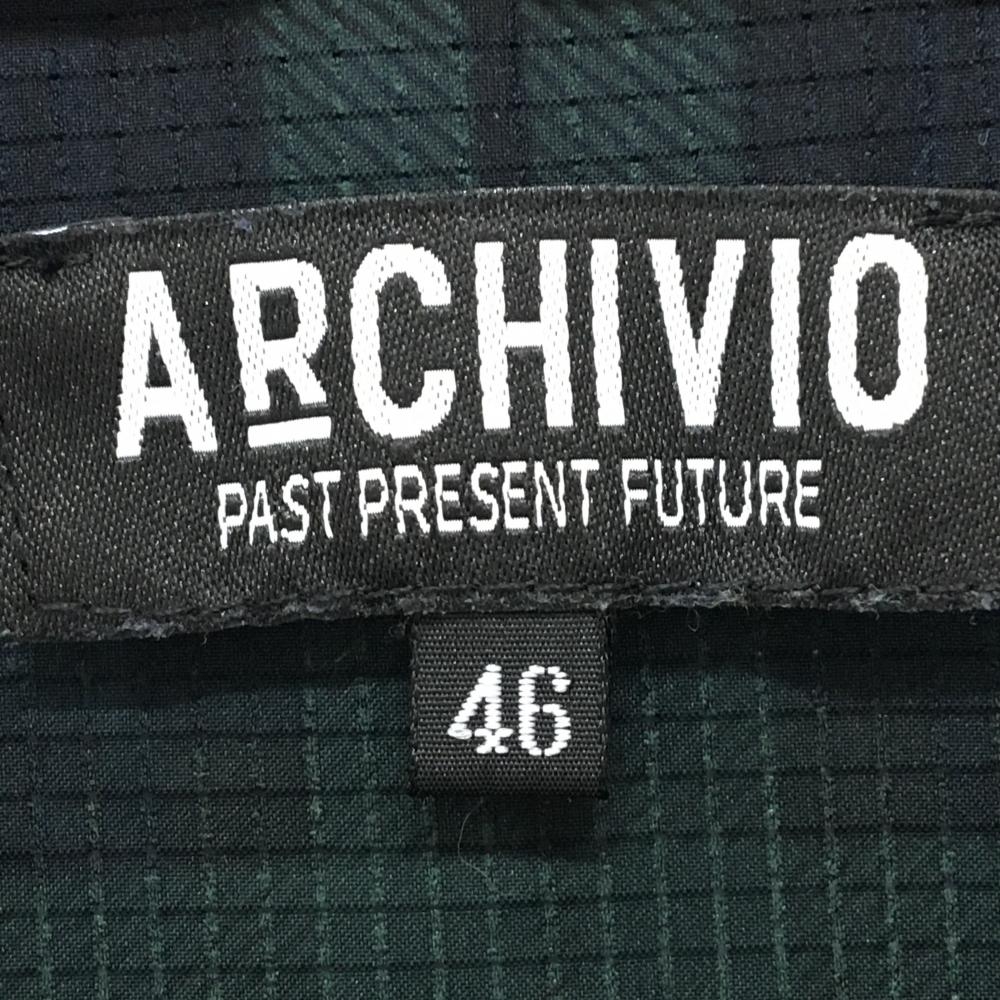 ARCHIVIO
PAST PRESENT FUTURE
46